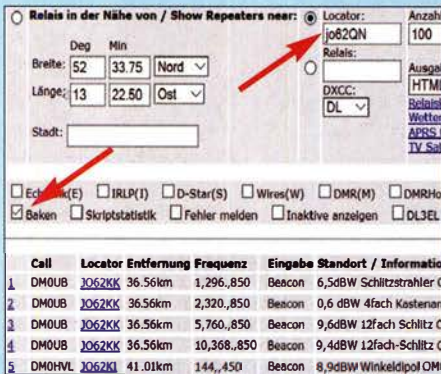 Relais in der Nähe von / Show Repeaters near:
Locator:
Anzahl
Deg Min
jo62QN
100
Breite: 52 33.75 Nord
Relais:
Länge: 13 22.50 Ost
DXCC:
HTML
DL
Stadt:
TV
(E) IRLP(I) D-Star(S) Wires(W) DMR(M) DMRHo
Baken Skriptstatistik Fehler melden Inaktive anzeigen DL3EL
Call Locator Entfernung Frequenz Eingabe Standort / Informatio
1 DM0UB JO62KK 36.56km 1,296.,850 Beacon 6,5dBW Schlitzstrahler
2 DM0UB JO62KK 36.56km 2,320.,850 Beacon 0,6 dBW 4fach Kastenan
3 DM0UB JO62KK 36.56km 5,760.,850 Beacon 9,6dBW 12fach-Schlitz
4 DM0UB JO62KK 36.56km 10,368.,850 Beacon 9,4dBW 12fach-Schlitz
5 DM0HVL JO62KI 41.01km 144,,450 Beacon 8,9dBW Winkeldipol OM